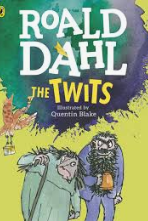 ROALD
DAHL
THE TWITS
Illustrated by
Quentin Blake